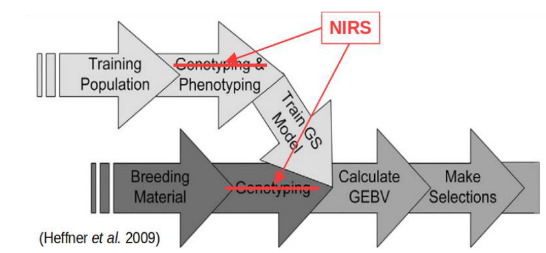 NIRS
Training
Population
Genotyping &
Phenotyping
Train GS
Model
Breeding
Material
Genotyping
Calculate
GEBV
Make
Selections
(Heffner et al. 2009)